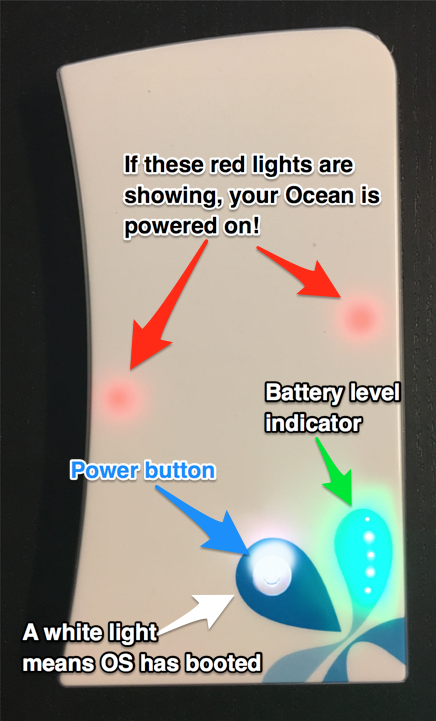 If these red lights are
showing, your Ocean is
powered on!
Battery level
indicator
Power button
A white light
means OS has booted